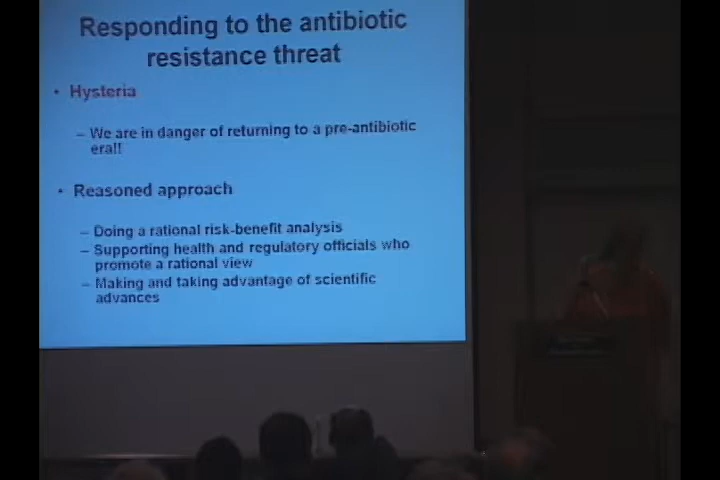 Responding to the antibiotic
resistance threat
• Hysteria
– We are in danger of returning to a pre-antibiotic
era!!
• Reasoned approach
– Doing a rational risk-benefit analysis
– Supporting health and regulatory officials who
promote a rational view
– Making and taking advantage of scientific
advances